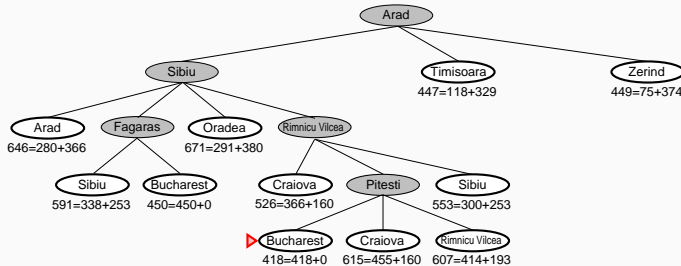 Arad
Sibiu
Timisoara
Zerind
447=118+329
449=75+374
Arad
Fagaras
Oradea
Rimnicu Vilcea
646=280+366
671=291+380
Sibiu
Bucharest
Craiova
Pitesti
Sibiu
591=338+253
450=450+0
526=366+160
553=300+253
Bucharest
Craiova
Rimnicu Vilcea
418=418+0
615=455+160
607=414+193